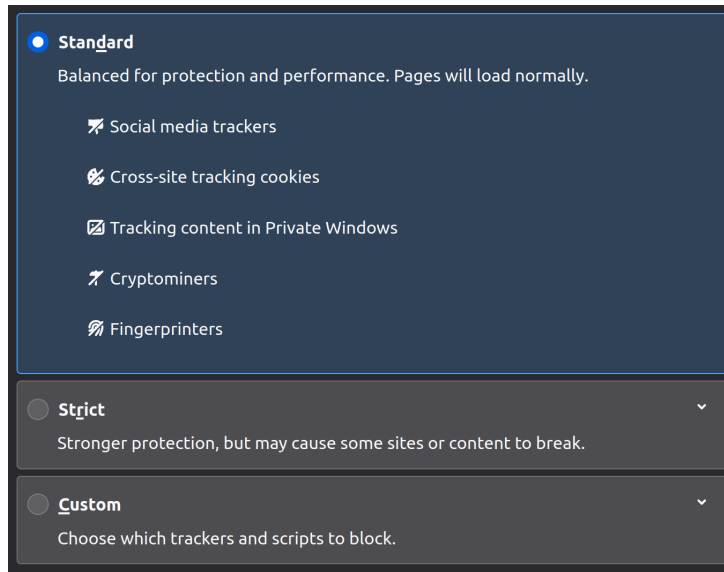 Standard
Balanced for protection and performance. Pages will load normally.
Social media trackers
Cross-site tracking cookies
Tracking content in Private Windows
Cryptominers
Fingerprinters
Strict
Stronger protection, but may cause some sites or content to break.
Custom
Choose which trackers and scripts to block.